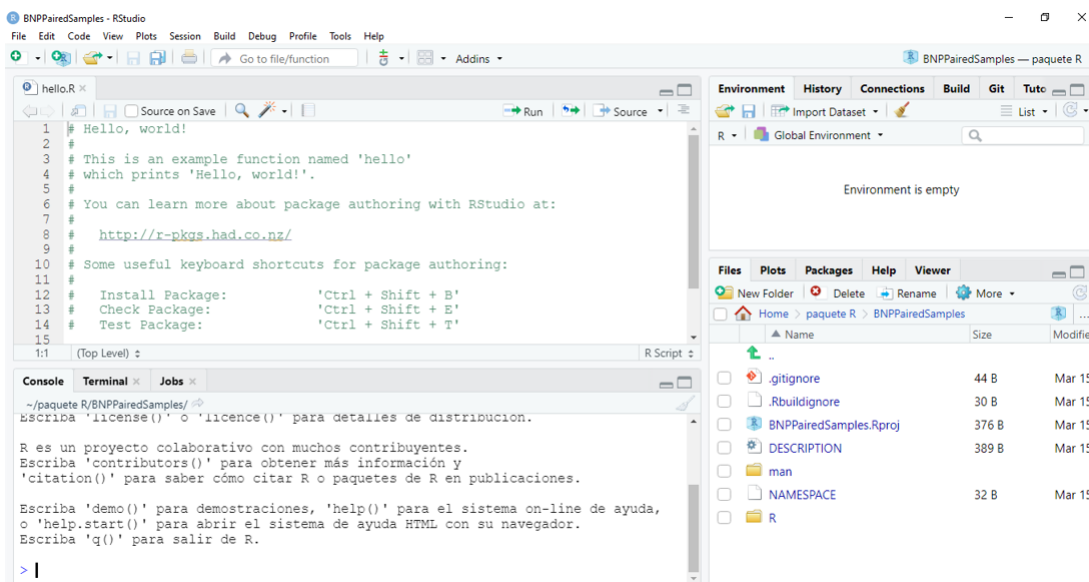 BNPPairedSamples - RStudio
File Edit Code View Plots Session Build Debug Profile Tools Help
Go to file/function Addins BNPPairedSamples — paquete R
hello.R
Source on Save Run Source
1 # Hello, world!
2 #
3 # This is an example function named 'hello'
4 # which prints 'Hello, world!'.
5 #
6 # You can learn more about package authoring with RStudio at:
7 #
8 # http://r-pkgs.had.co.nz/
9 #
10 # Some useful keyboard shortcuts for package authoring:
11 #
12 # Install Package: 'Ctrl + Shift + B'
13 # Check Package: 'Ctrl + Shift + E'
14 # Test Package: 'Ctrl + Shift + T'
15
1:1 (Top Level) R Script
Console Terminal Jobs
~/paquete R/BNPPairedSamples/
Escriba 'license()' o 'licence()' para detalles de distribucion.
R es un proyecto colaborativo con muchos contribuyentes.
Escriba 'contributors()' para obtener más información y
'citation()' para saber cómo citar R o paquetes de R en publicaciones.
Escriba 'demo()' para demostraciones, 'help()' para el sistema on-line de ayuda,
o 'help.start()' para abrir el sistema de ayuda HTML con su navegador.
Escriba 'q()' para salir de R.
>
Environment History Connections Build Git Tuto
Import Dataset List
R Global Environment
Environment is empty
Files Plots Packages Help Viewer
New Folder Delete Rename More
Home > paquete R > BNPPairedSamples ...
Name Size Modifie
..
.gitignore 44 B Mar 15
.Rbuildignore 30 B Mar 15
BNPPairedSamples.Rproj 376 B Mar 15
DESCRIPTION 389 B Mar 15
man
NAMESPACE 32 B Mar 15
R